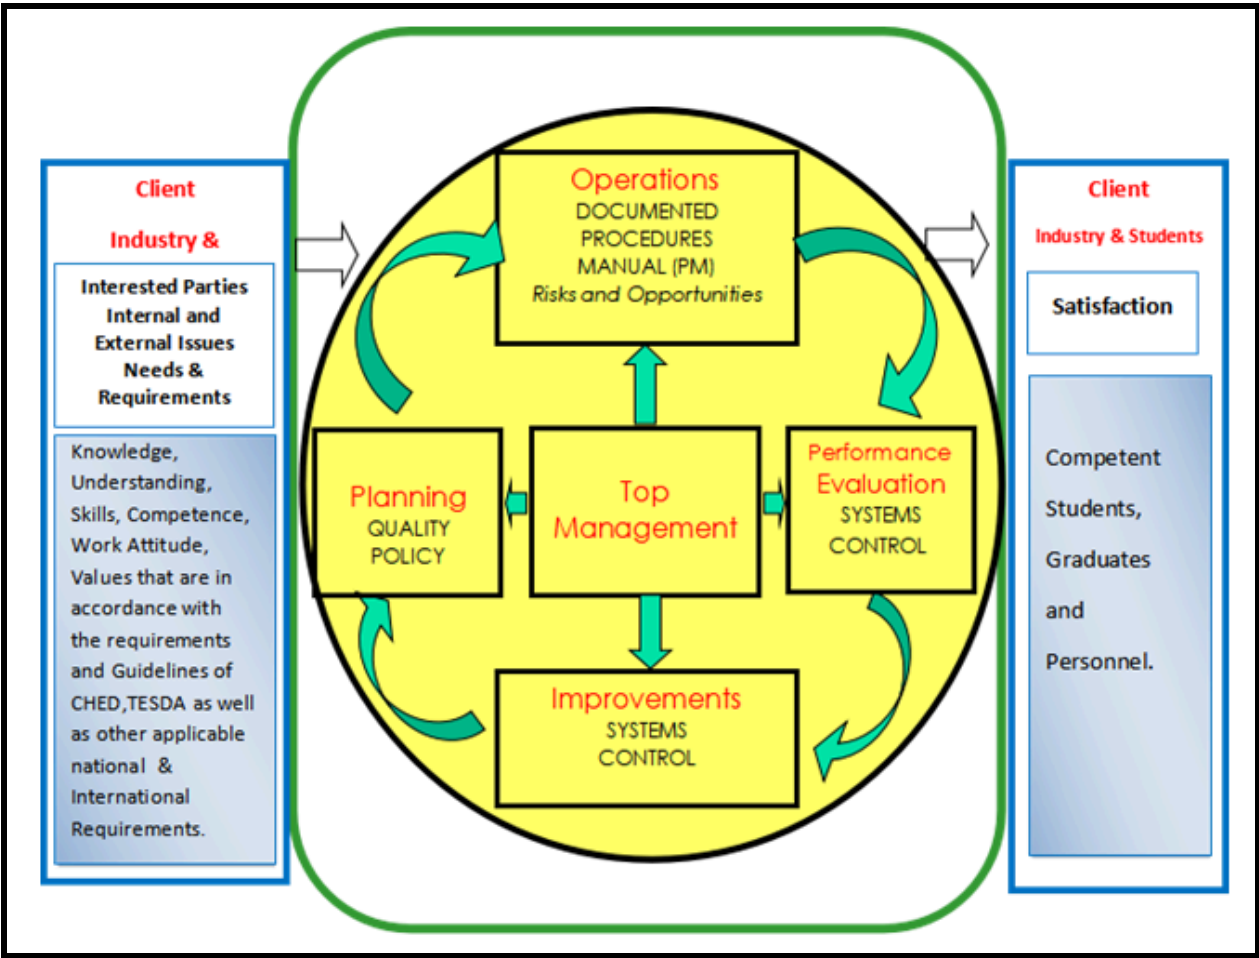 Client
Industry &
Interested Parties
Internal and
External Issues
Needs &
Requirements
Knowledge,
Understanding,
Skills, Competence,
Work Attitude,
Values that are in
accordance with
the requirements
and Guidelines of
CHED,TESDA as well
as other applicable
national &
International
Requirements.
Operations
DOCUMENTED
PROCEDURES
MANUAL (PM)
Risks and Opportunities
Planning
QUALITY
POLICY
Top
Management
Performance
Evaluation
SYSTEMS
CONTROL
Improvements
SYSTEMS
CONTROL
Client
Industry & Students
Satisfaction
Competent
Students,
Graduates
and
Personnel.